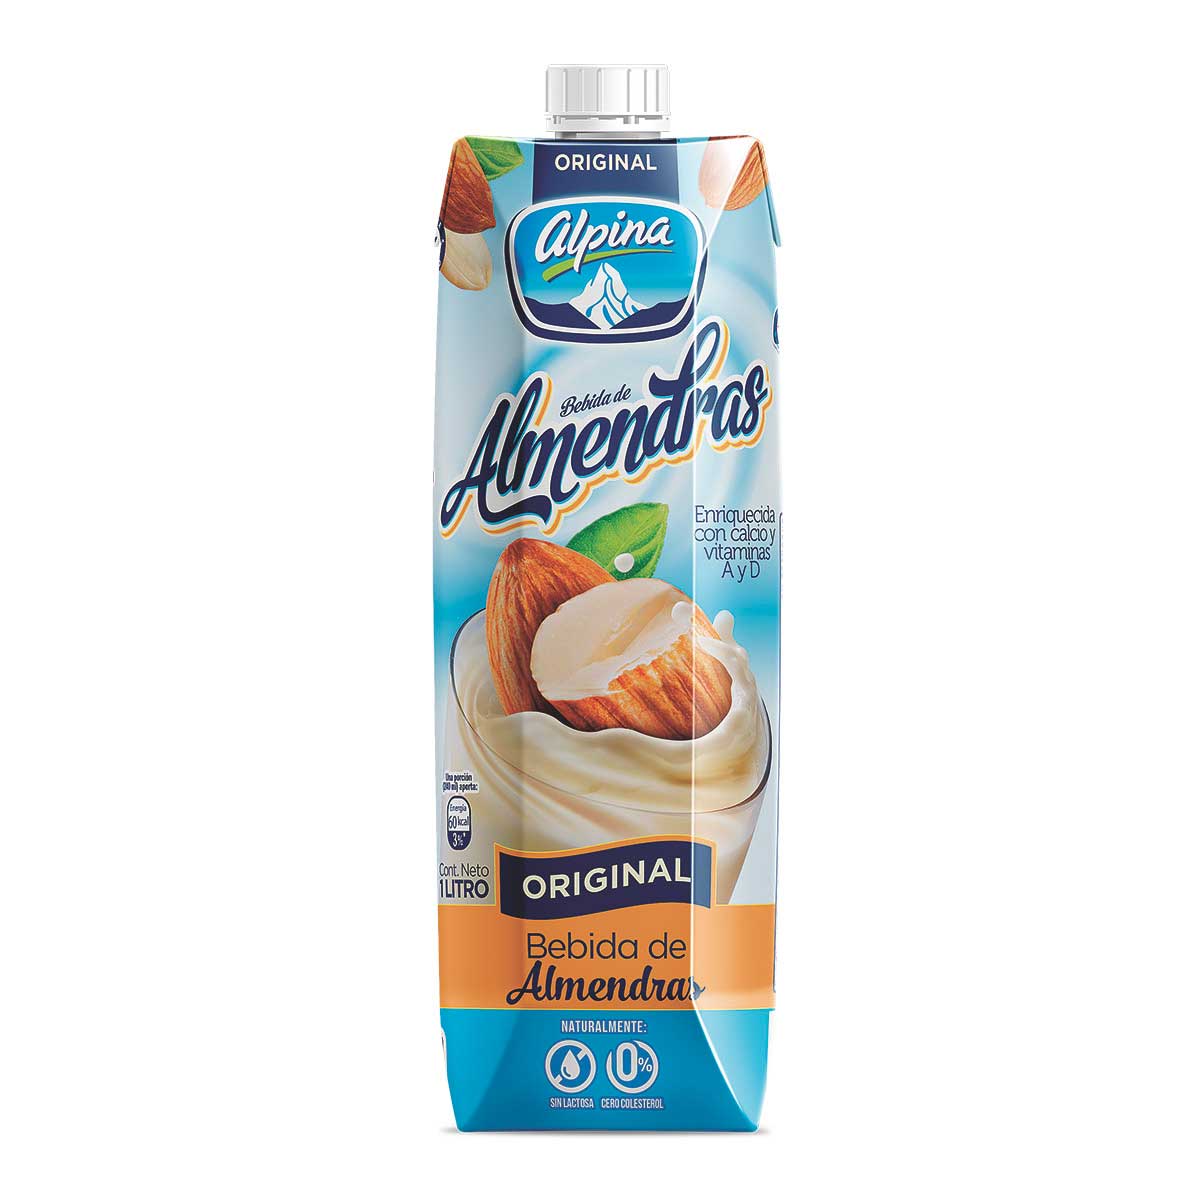 ORIGINAL
alpina
Bebida de
Almendras
Enriquecida
con calcio y
vitaminas
A y D
Una porción
(240 ml) aporta:
Energía
60 kcal
3%*
Cont. Neto
1 LITRO
ORIGINAL
Bebida de
Almendras
NATURALMENTE:
0%
SIN LACTOSA CERO COLESTEROL